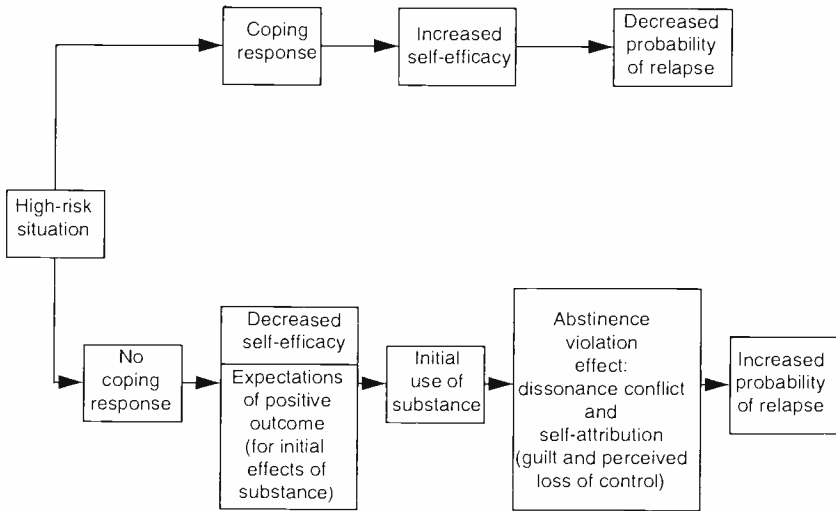 Coping
response
Increased
self-efficacy
Decreased
probability
of relapse
High-risk
situation
No
coping
response
Decreased
self-efficacy
Expectations
of positive
outcome
(for initial
effects of
substance)
Initial
use of
substance
Abstinence
violation
effect:
dissonance conflict
and
self-attribution
(guilt and perceived
loss of control)
Increased
probability
of relapse